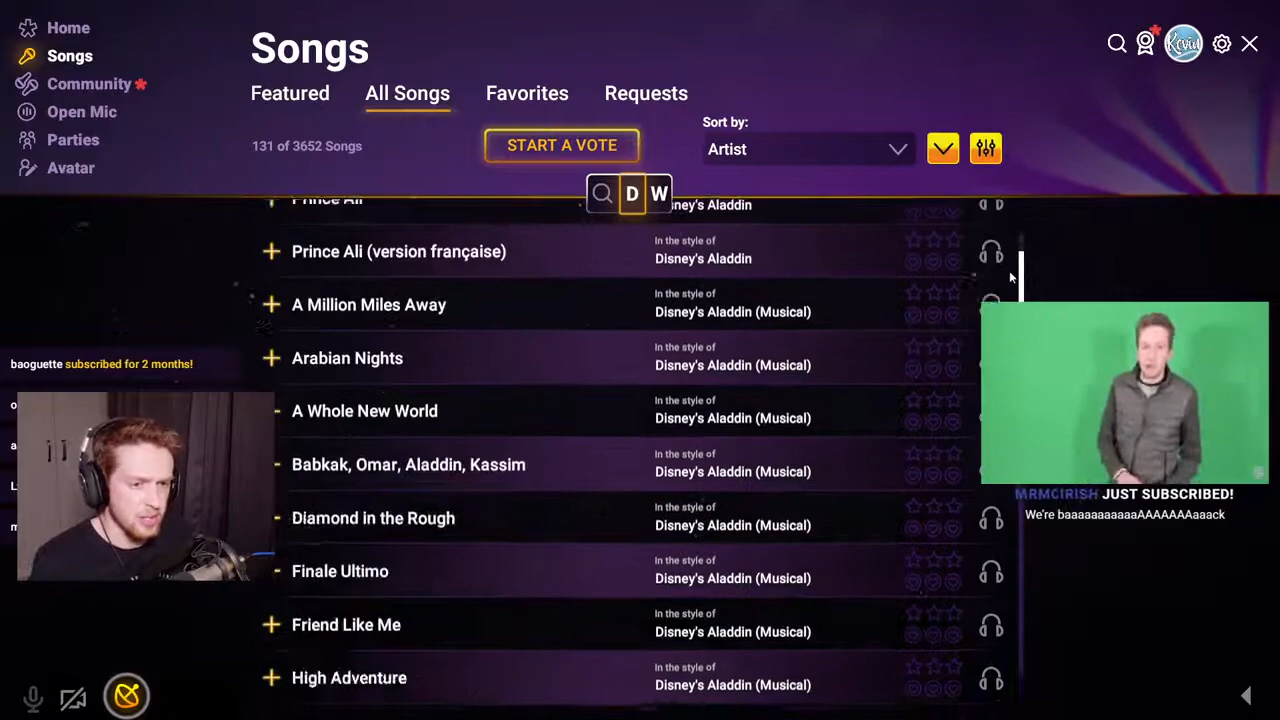 Home
Songs
Community
Open Mic
Parties
Avatar
Songs
Kevin
Featured
All Songs
Favorites
Requests
131 of 3652 Songs
START A VOTE
Sort by:
Artist
D W
Prince Ali
Disney's Aladdin
Prince Ali (version française)
In the style of
Disney's Aladdin
A Million Miles Away
In the style of
Disney's Aladdin (Musical)
Arabian Nights
In the style of
Disney's Aladdin (Musical)
A Whole New World
In the style of
Disney's Aladdin (Musical)
Babkak, Omar, Aladdin, Kassim
In the style of
Disney's Aladdin (Musical)
Diamond in the Rough
In the style of
Disney's Aladdin (Musical)
Finale Ultimo
In the style of
Disney's Aladdin (Musical)
Friend Like Me
In the style of
Disney's Aladdin (Musical)
High Adventure
In the style of
Disney's Aladdin (Musical)
baoguette subscribed for 2 months!
MRMCIRISH JUST SUBSCRIBED!
We're baaaaaaaaaaaAAAAAAAaaack